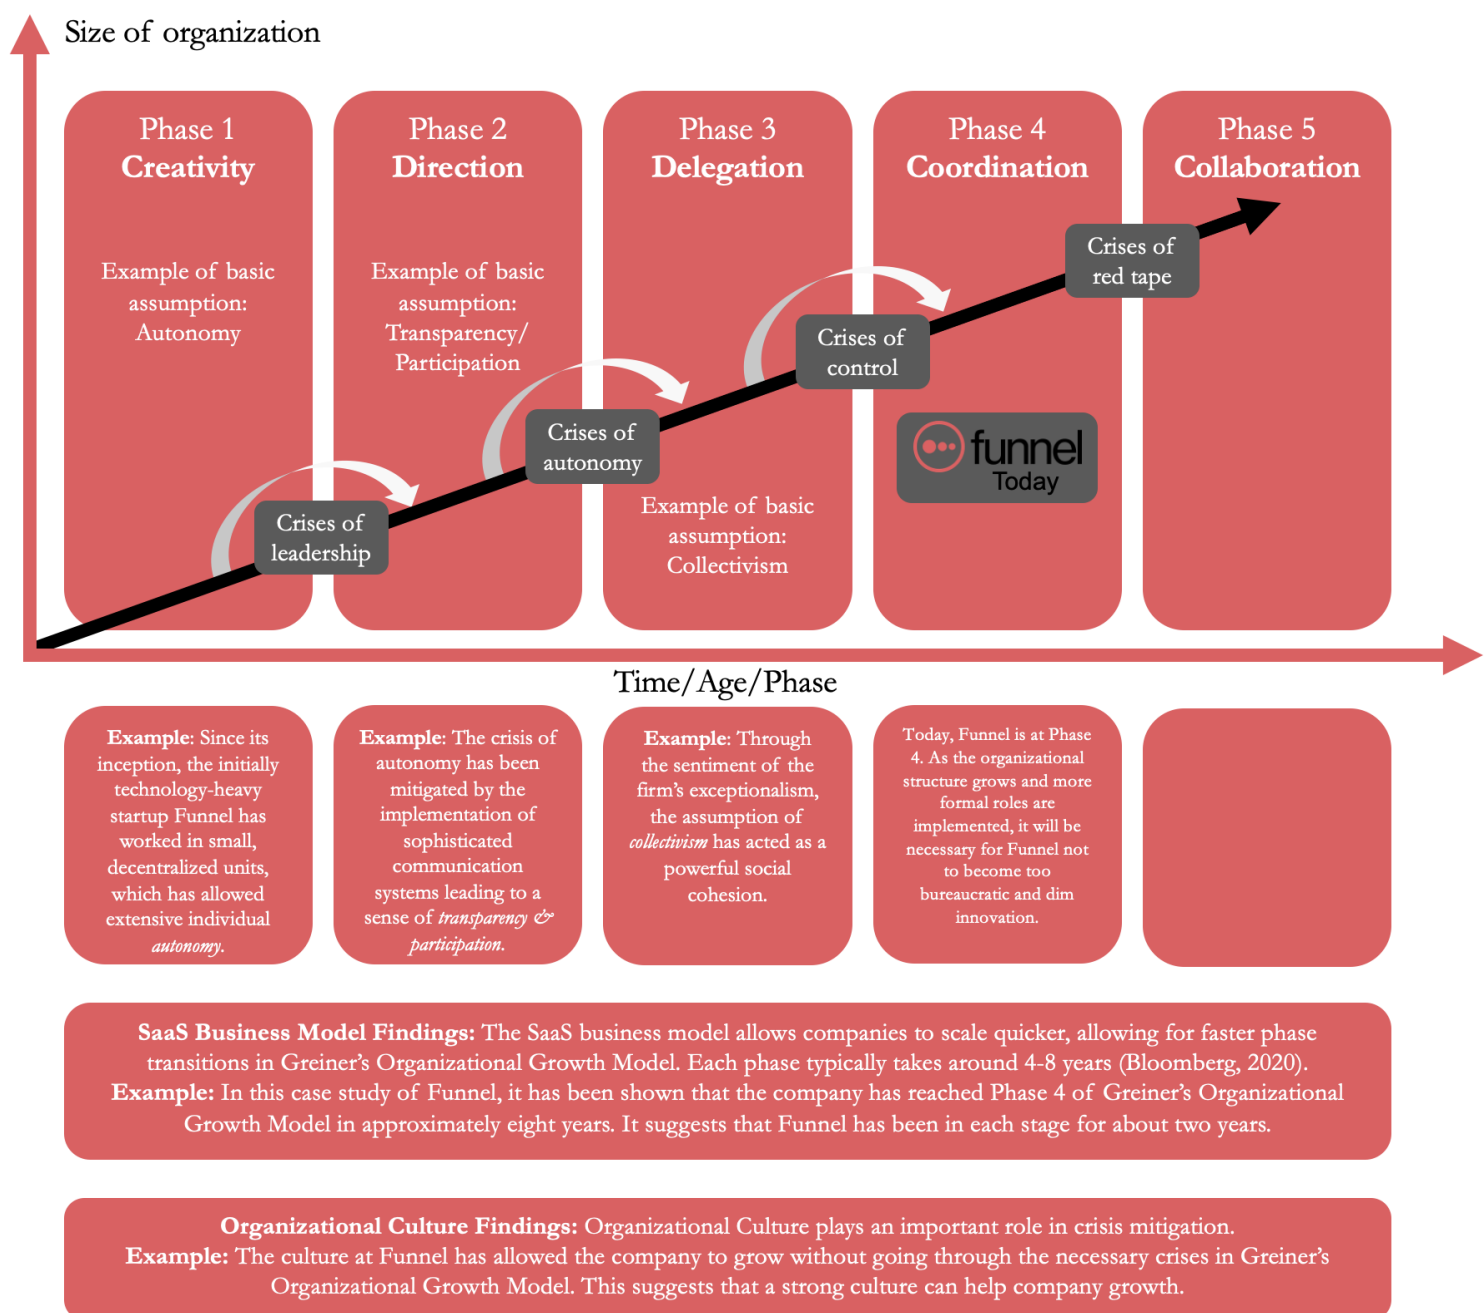 Size of organization
Phase 1
Creativity
Example of basic
assumption:
Autonomy
Phase 2
Direction
Example of basic
assumption:
Transparency/
Participation
Phase 3
Delegation
Example of basic
assumption:
Collectivism
Phase 4
Coordination
Phase 5
Collaboration
Crises of
leadership
Crises of
autonomy
Crises of
control
Crises of
red tape
funnel
Today
Time/Age/Phase
Example: Since its
inception, the initially
technology-heavy
startup Funnel has
worked in small,
decentralized units,
which has allowed
extensive individual
autonomy.
Example: The crisis of
autonomy has been
mitigated by the
implementation of
sophisticated
communication
systems leading to a
sense of transparency &
participation.
Example: Through
the sentiment of the
firm’s exceptionalism,
the assumption of
collectivism has acted as a
powerful social
cohesion.
Today, Funnel is at Phase
4. As the organizational
structure grows and more
formal roles are
implemented, it will be
necessary for Funnel not
to become too
bureaucratic and dim
innovation.
SaaS Business Model Findings: The SaaS business model allows companies to scale quicker, allowing for faster phase
transitions in Greiner’s Organizational Growth Model. Each phase typically takes around 4-8 years (Bloomberg, 2020).
Example: In this case study of Funnel, it has been shown that the company has reached Phase 4 of Greiner’s Organizational
Growth Model in approximately eight years. It suggests that Funnel has been in each stage for about two years.
Organizational Culture Findings: Organizational Culture plays an important role in crisis mitigation.
Example: The culture at Funnel has allowed the company to grow without going through the necessary crises in Greiner’s
Organizational Growth Model. This suggests that a strong culture can help company growth.